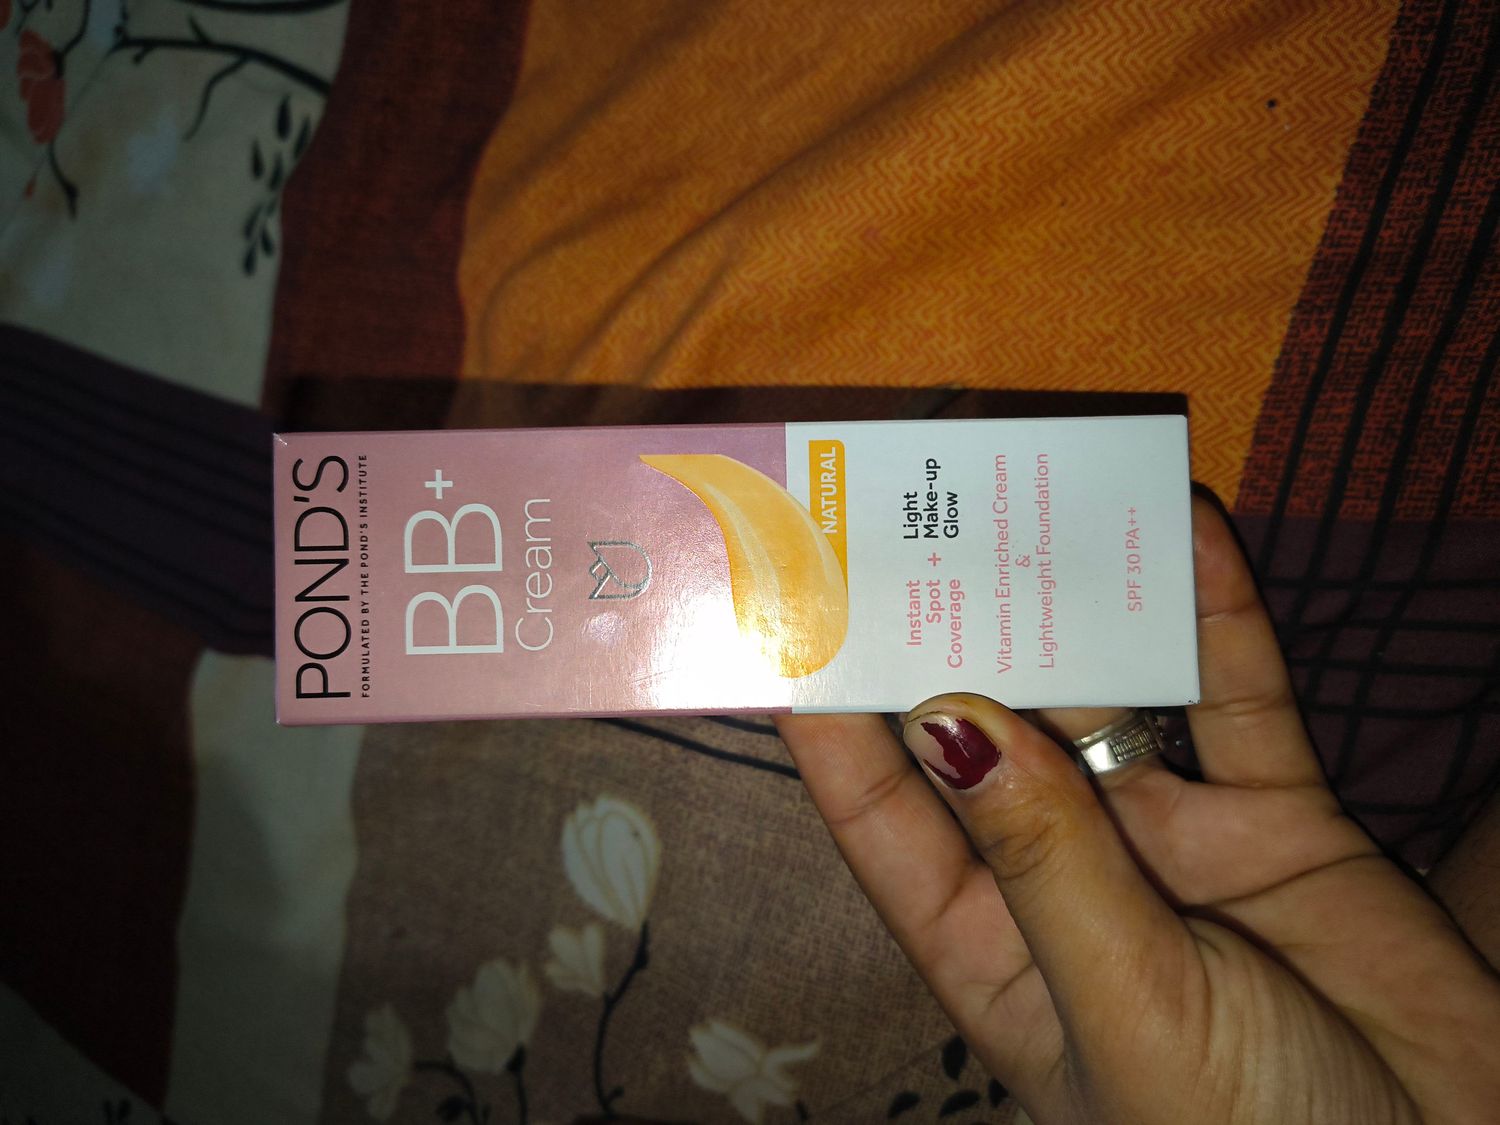 POND'S
FORMULATED BY THE POND'S INSTITUTE
BB+
Cream
NATURAL
Instant
Spot
Coverage
+
Light
Make-up
Glow
Vitamin Enriched Cream
&
Lightweight Foundation
SPF 30 PA++